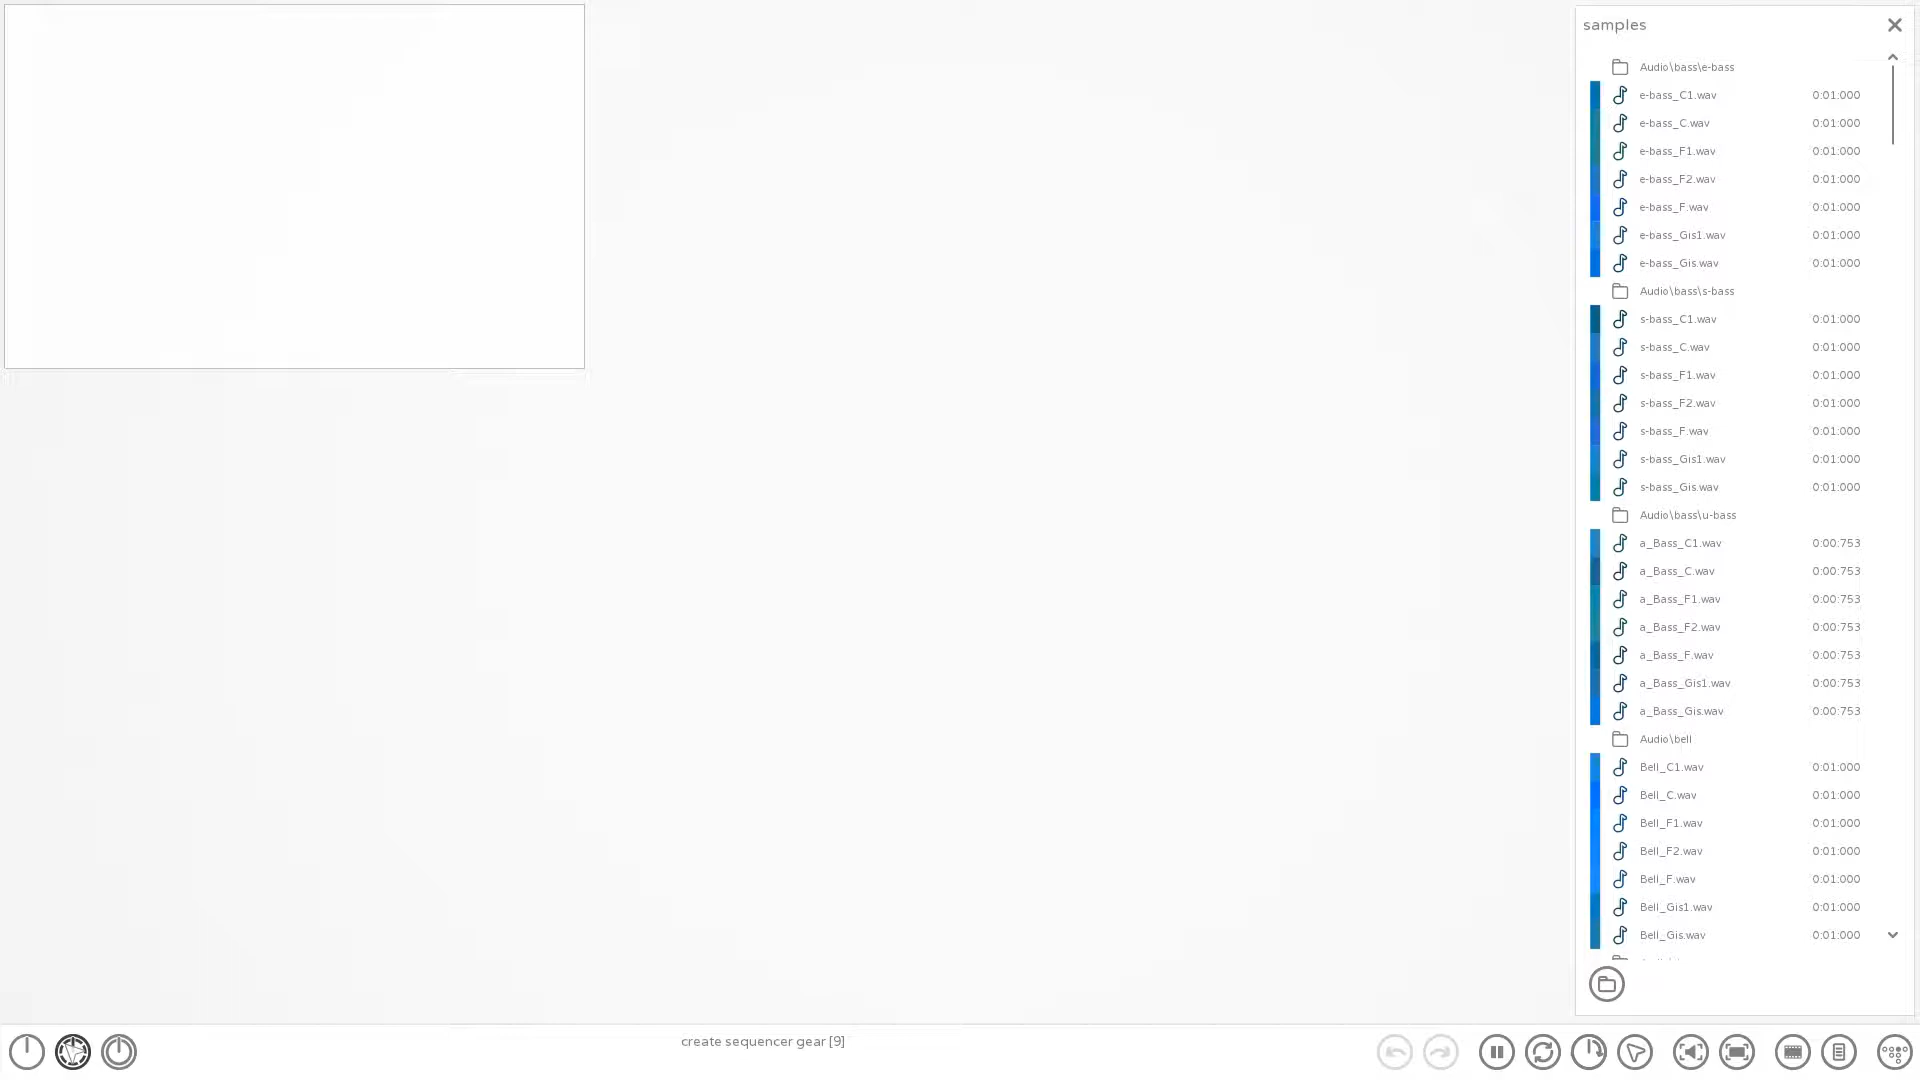 samples
Audio\bass\e-bass
e-bass_C1.wav 0:01:000
e-bass_C.wav 0:01:000
e-bass_F1.wav 0:01:000
e-bass_F2.wav 0:01:000
e-bass_F.wav 0:01:000
e-bass_Gis1.wav 0:01:000
e-bass_Gis.wav 0:01:000
Audio\bass\s-bass
s-bass_C1.wav 0:01:000
s-bass_C.wav 0:01:000
s-bass_F1.wav 0:01:000
s-bass_F2.wav 0:01:000
s-bass_F.wav 0:01:000
s-bass_Gis1.wav 0:01:000
s-bass_Gis.wav 0:01:000
Audio\bass\u-bass
a_Bass_C1.wav 0:00:753
a_Bass_C.wav 0:00:753
a_Bass_F1.wav 0:00:753
a_Bass_F2.wav 0:00:753
a_Bass_F.wav 0:00:753
a_Bass_Gis1.wav 0:00:753
a_Bass_Gis.wav 0:00:753
Audio\bell
Bell_C1.wav 0:01:000
Bell_C.wav 0:01:000
Bell_F1.wav 0:01:000
Bell_F2.wav 0:01:000
Bell_F.wav 0:01:000
Bell_Gis1.wav 0:01:000
Bell_Gis.wav 0:01:000
create sequencer gear [9]